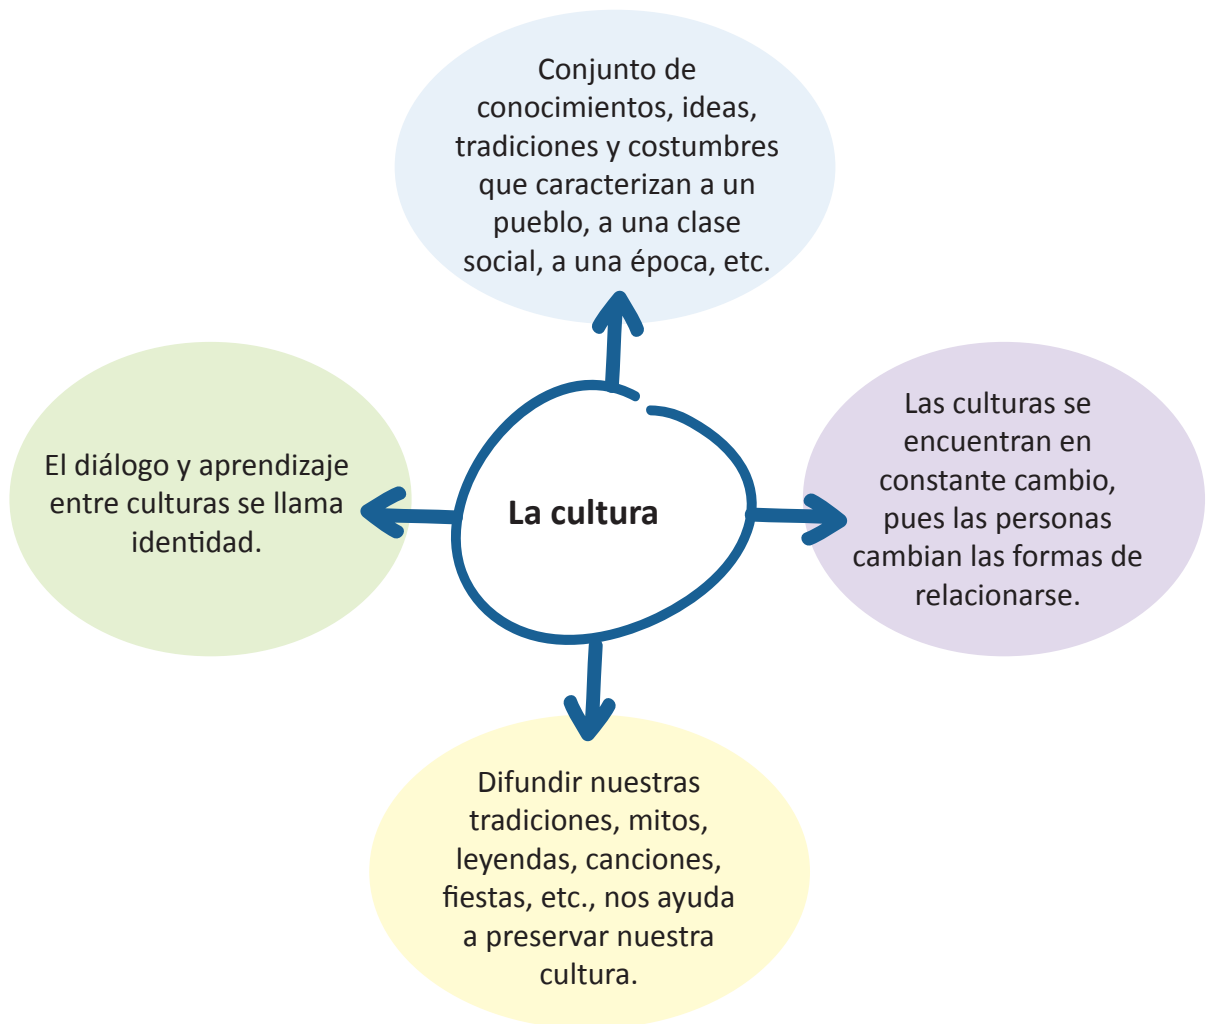 Conjunto de
conocimientos, ideas,
tradiciones y costumbres
que caracterizan a un
pueblo, a una clase
social, a una época, etc.
El diálogo y aprendizaje
entre culturas se llama
identidad.
La cultura
Las culturas se
encuentran en
constante cambio,
pues las personas
cambian las formas de
relacionarse.
Difundir nuestras
tradiciones, mitos,
leyendas, canciones,
fiestas, etc., nos ayuda
a preservar nuestra
cultura.